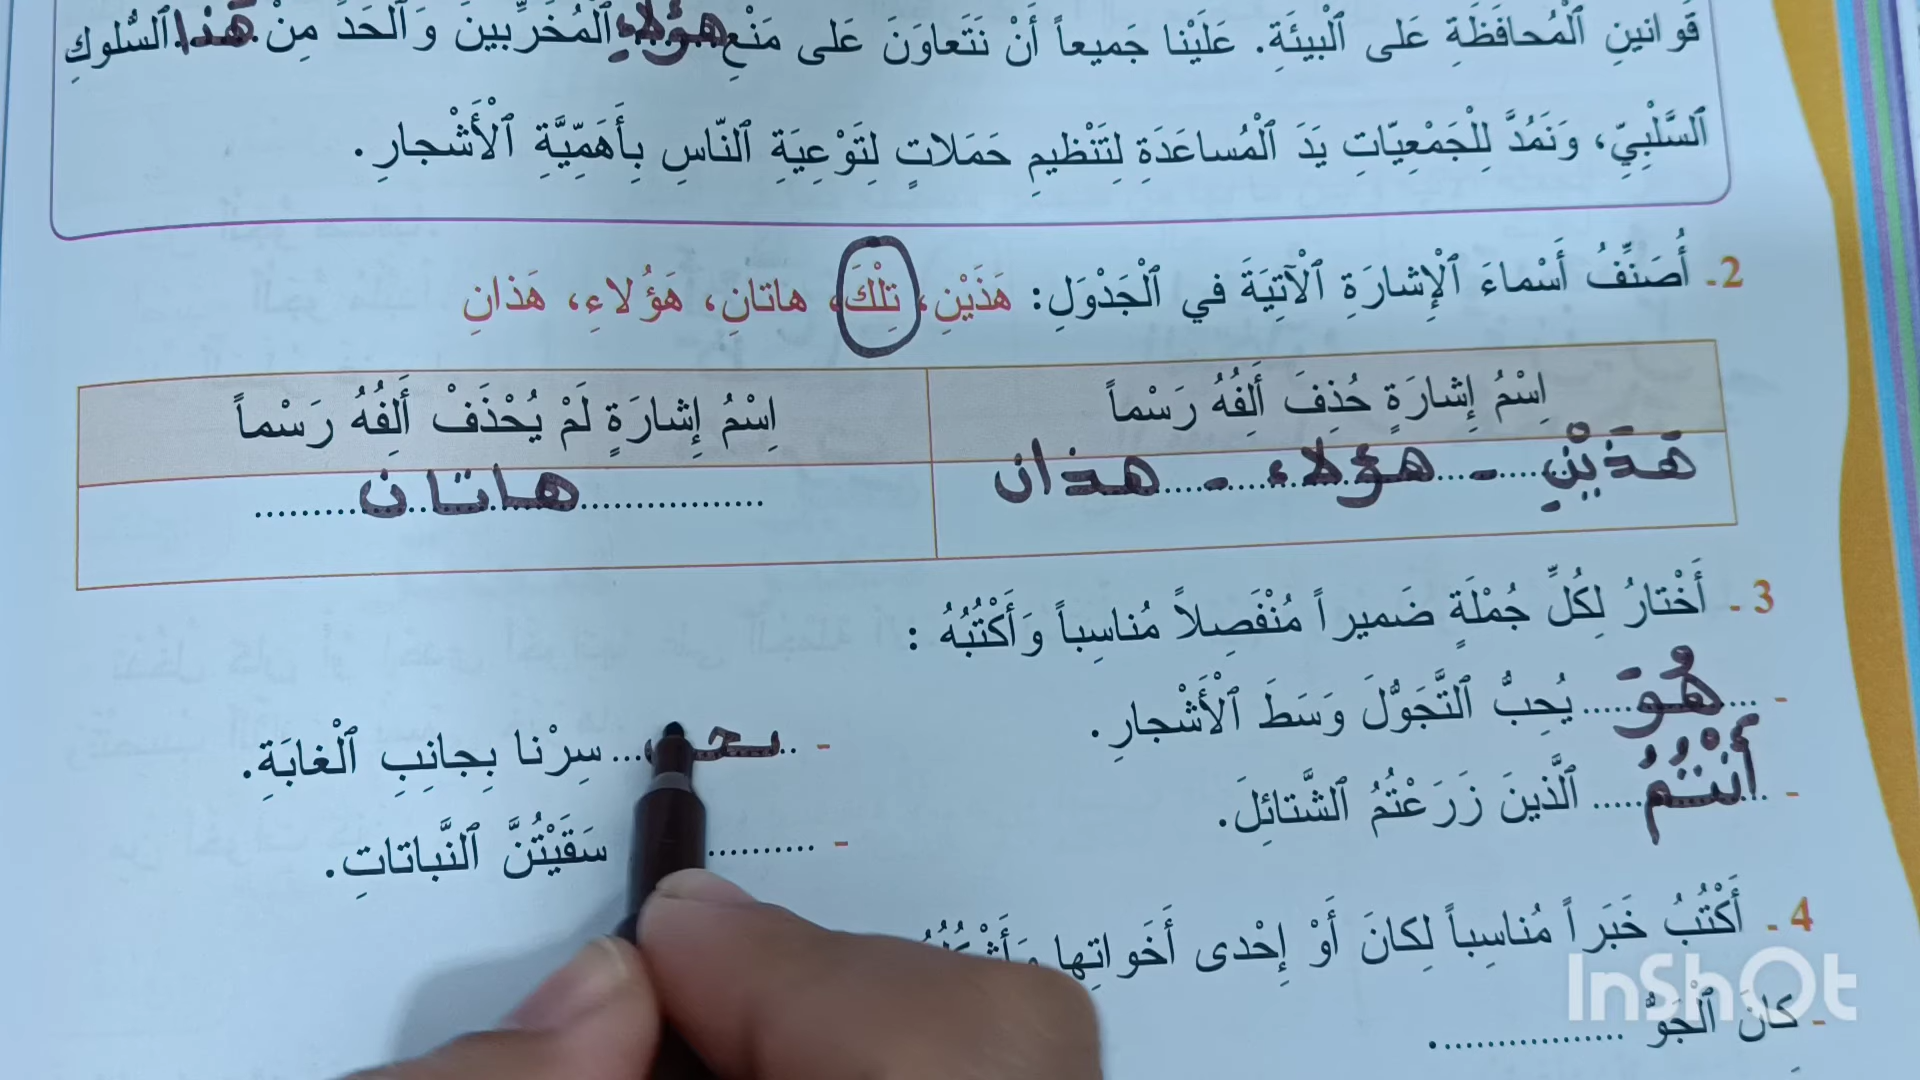 قَوانينِ ٱلْمُحافَظَةِ عَلى ٱلْبيئَةِ. عَلَيْنا جَميعاً أَنْ نَتَعاوَنَ عَلى مَنْعِ هؤلاءِ ٱلْمُخَرِّبينَ وَٱلْحَدِّ مِنْ هَذا ٱلسُّلوكِ
ٱلسَّلْبِيِّ، وَنَمُدَّ لِلْجَمْعِيّاتِ يَدَ ٱلْمُساعَدَةِ لِتَنْظيمِ حَمَلاتٍ لِتَوْعِيَةِ ٱلنّاسِ بِأَهَمِّيَّةِ ٱلْأَشْجارِ.
2- أُصَنِّفُ أَسْماءَ ٱلْإِشارَةِ ٱلْآتِيَةَ في ٱلْجَدْوَلِ: هَذَيْنِ، تِلْكَ، هاتانِ، هَؤُلاءِ، هَذانِ
اِسْمُ إِشارَةٍ حُذِفَ أَلِفُهُ رَسْماً
اِسْمُ إِشارَةٍ لَمْ يُحْذَفْ أَلِفُهُ رَسْماً
هَذَيْنِ - هؤلاء - هذان
هاتان
3- أَخْتارُ لِكُلِّ جُمْلَةٍ ضَميراً مُنْفَصِلاً مُناسِباً وَأَكْتُبُهُ :
- هُوَ يُحِبُّ ٱلتَّجَوُّلَ وَسَطَ ٱلْأَشْجارِ.
- سِرْنا بِجانِبِ ٱلْغابَةِ.
- أَنْتُمُ ٱلَّذينَ زَرَعْتُمُ ٱلشَّتائِلَ.
- .......... سَقَيْتُنَّ ٱلنَّباتاتِ.
4- أَكْتُبُ خَبَراً مُناسِباً لِكانَ أَوْ إِحْدى أَخَواتِها
- كانَ ٱلْجَوُّ ..................
InShOt